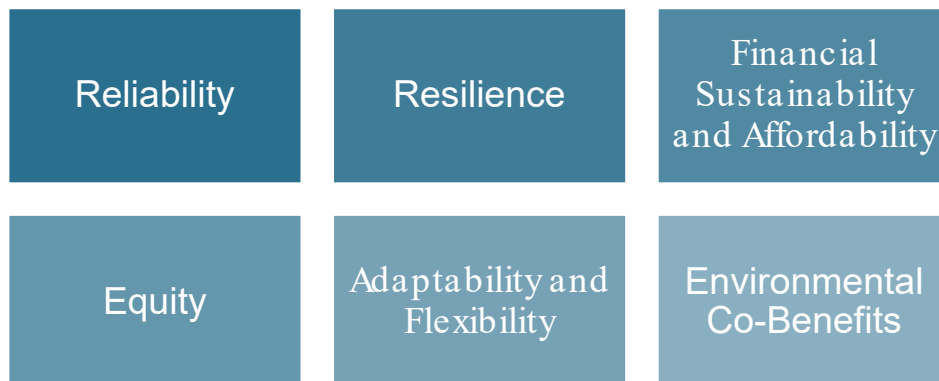 Reliability
Resilience
Financial
Sustainability
and Affordability
Equity
Adaptability and
Flexibility
Environmental
Co-Benefits